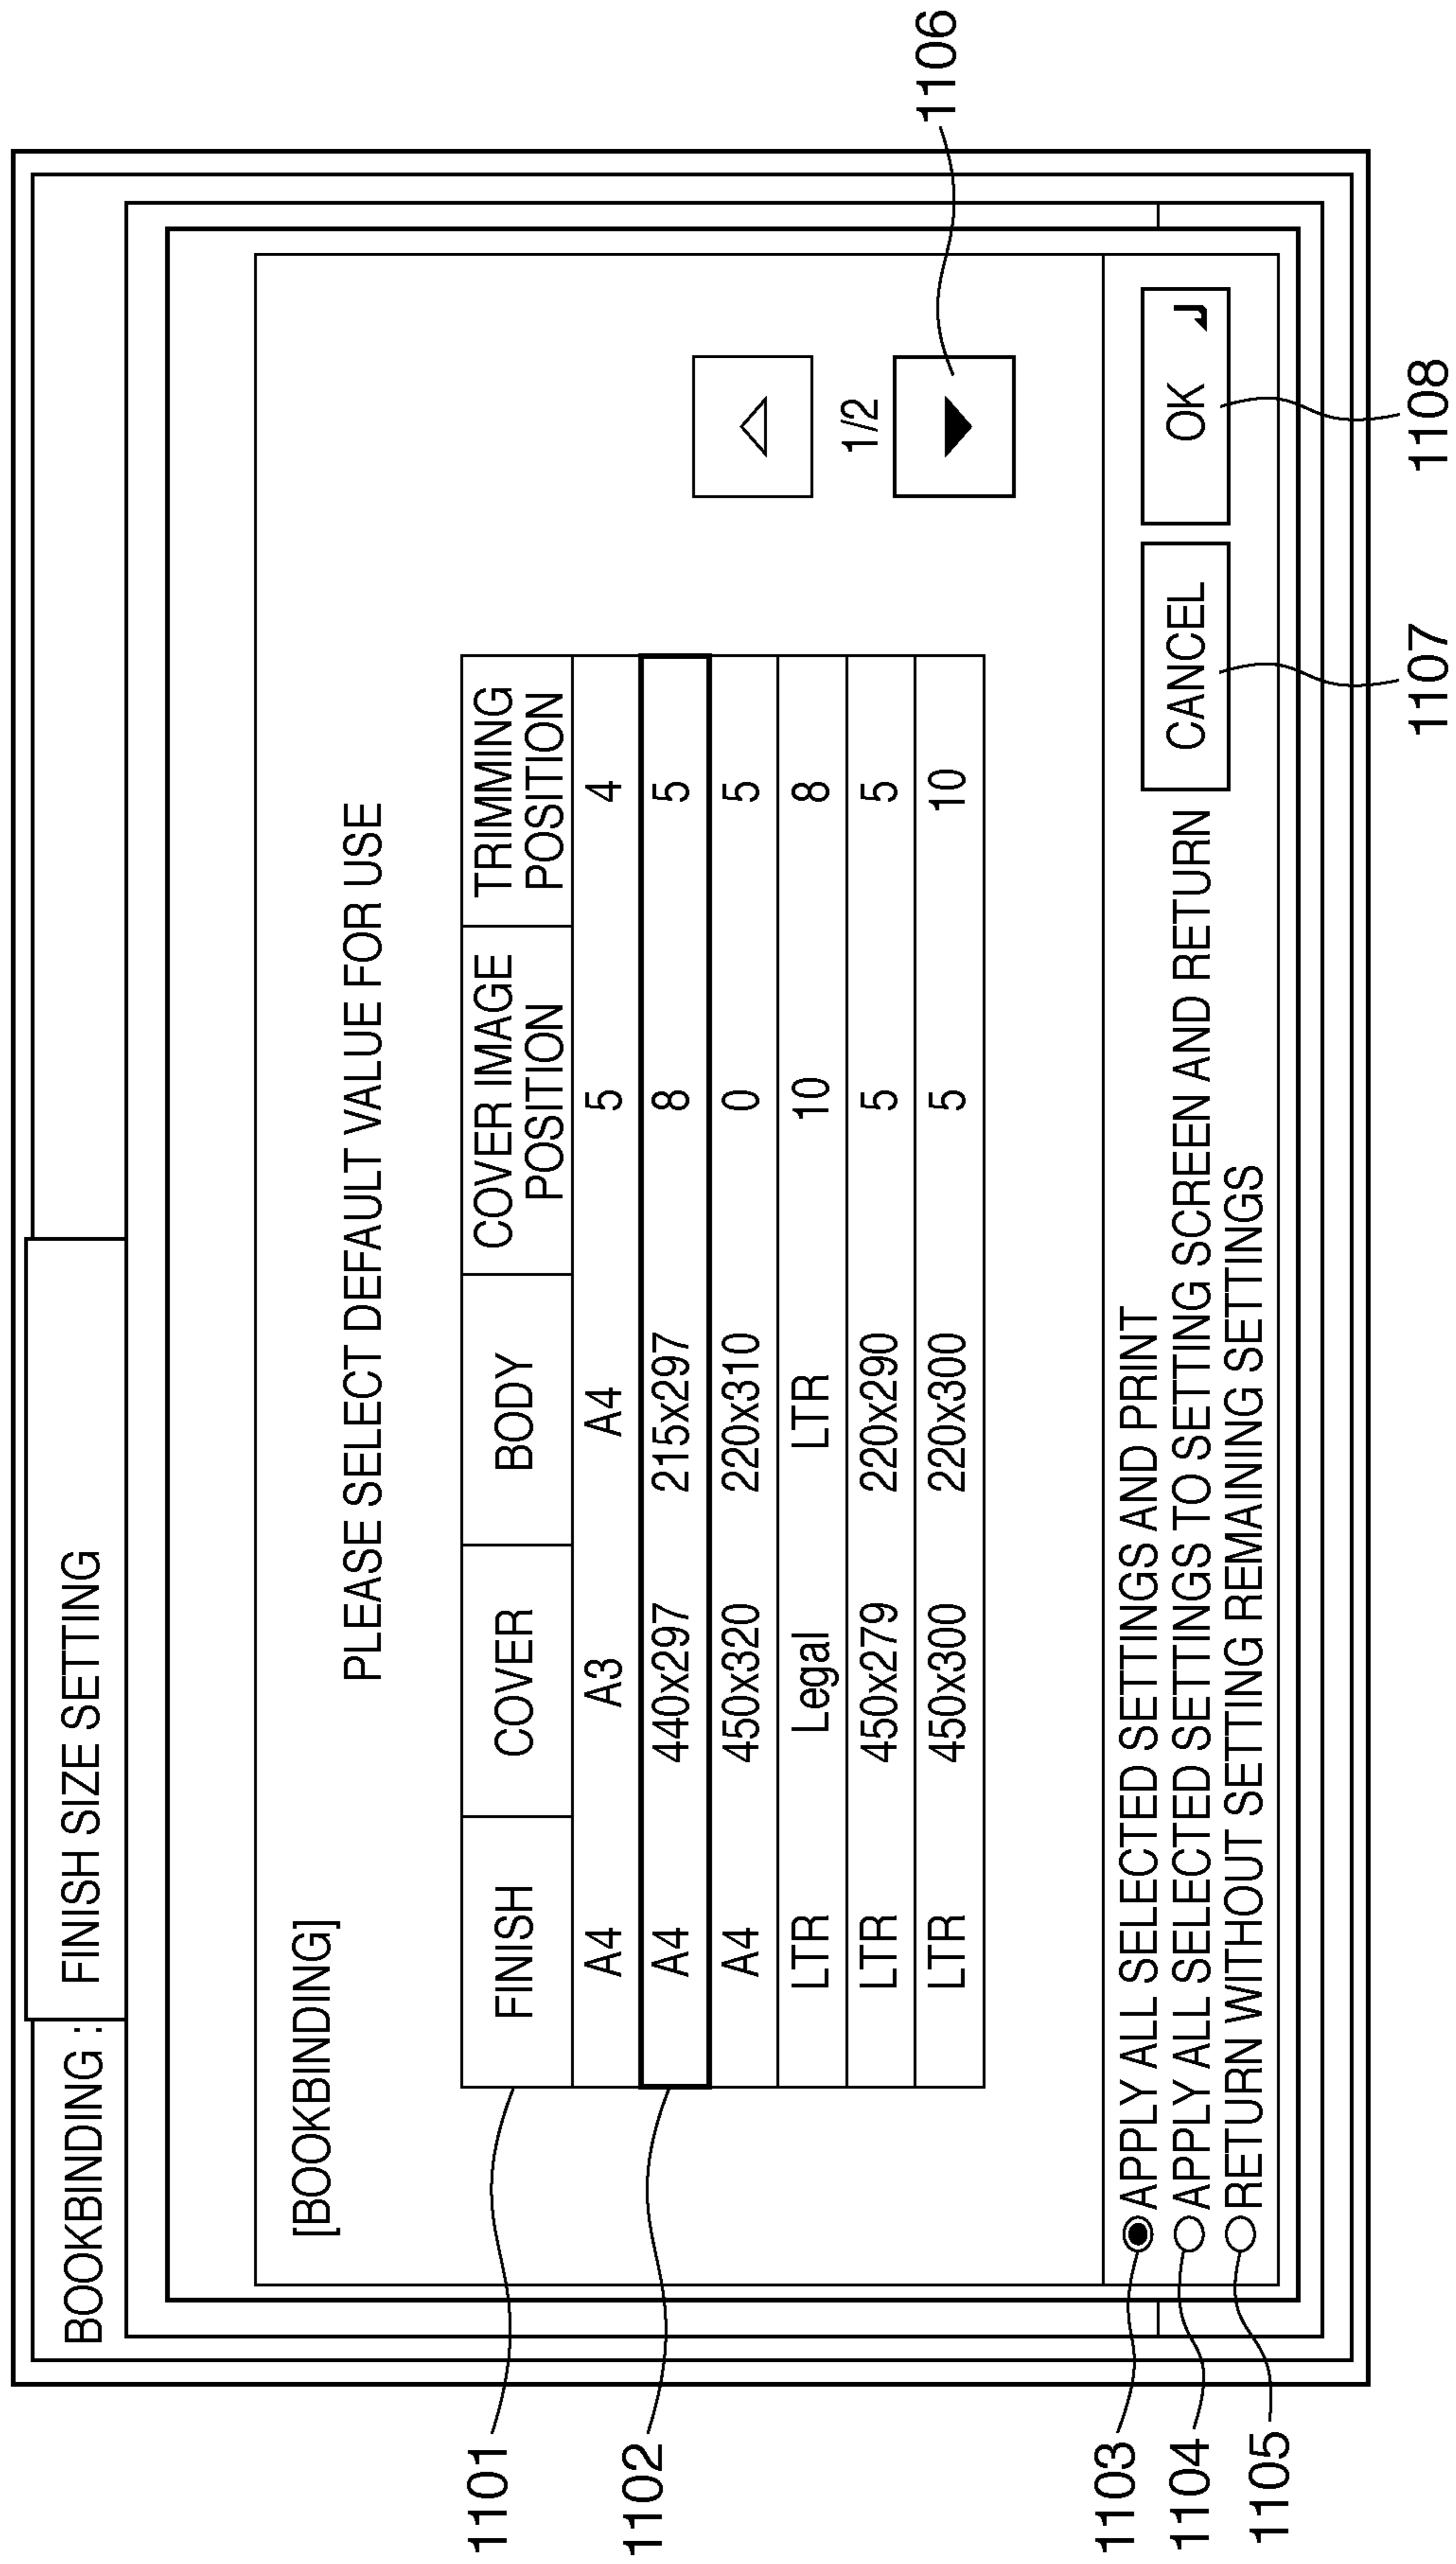 BOOKBINDING : FINISH SIZE SETTING
[BOOKBINDING]
PLEASE SELECT DEFAULT VALUE FOR USE
FINISH COVER BODY COVER IMAGE POSITION TRIMMING POSITION
A4 A3 A4 5 4
A4 440x297 215x297 8 5
A4 450x320 220x310 0 5
LTR Legal LTR 10 8
LTR 450x279 220x290 5 5
LTR 450x300 220x300 5 10
1/2
APPLY ALL SELECTED SETTINGS AND PRINT
APPLY ALL SELECTED SETTINGS TO SETTING SCREEN AND RETURN
RETURN WITHOUT SETTING REMAINING SETTINGS
CANCEL
OK
1101
1102
1103
1104
1105
1106
1107
1108